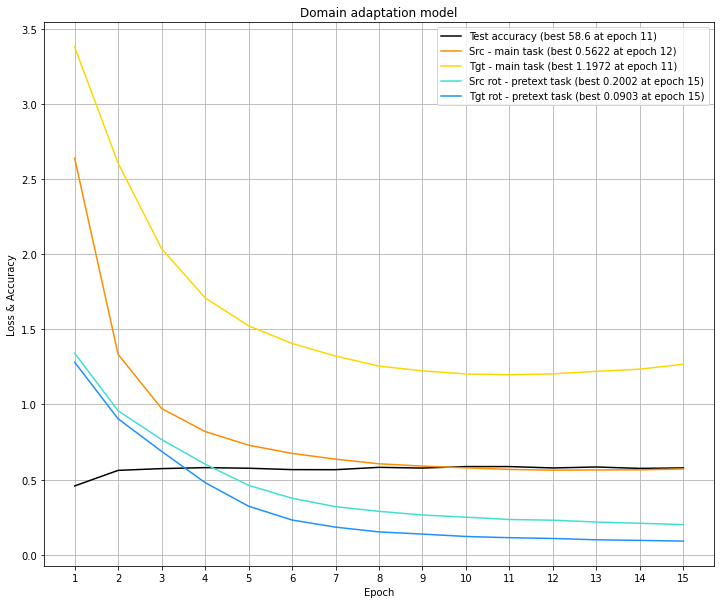 Domain adaptation model
Test accuracy (best 58.6 at epoch 11)
Src - main task (best 0.5622 at epoch 12)
Tgt - main task (best 1.1972 at epoch 11)
Src rot - pretext task (best 0.2002 at epoch 15)
Tgt rot - pretext task (best 0.0903 at epoch 15)
Loss & Accuracy
3.5
3.0
2.5
2.0
1.5
1.0
0.5
0.0
1 2 3 4 5 6 7 8 9 10 11 12 13 14 15
Epoch